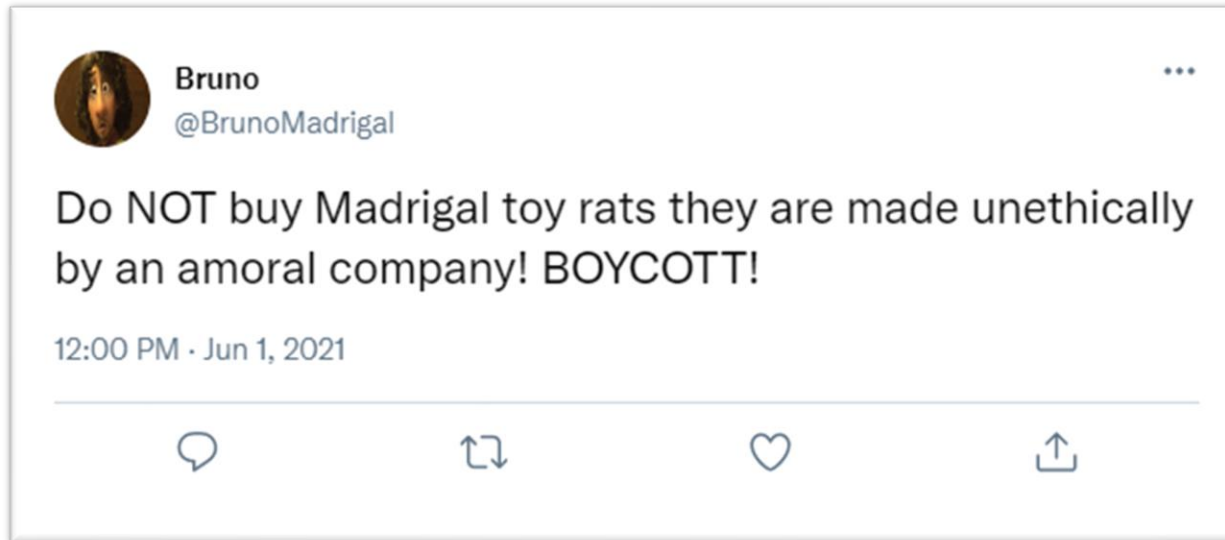 Bruno
@BrunoMadrigal
Do NOT buy Madrigal toy rats they are made unethically
by an amoral company! BOYCOTT!
12:00 PM · Jun 1, 2021